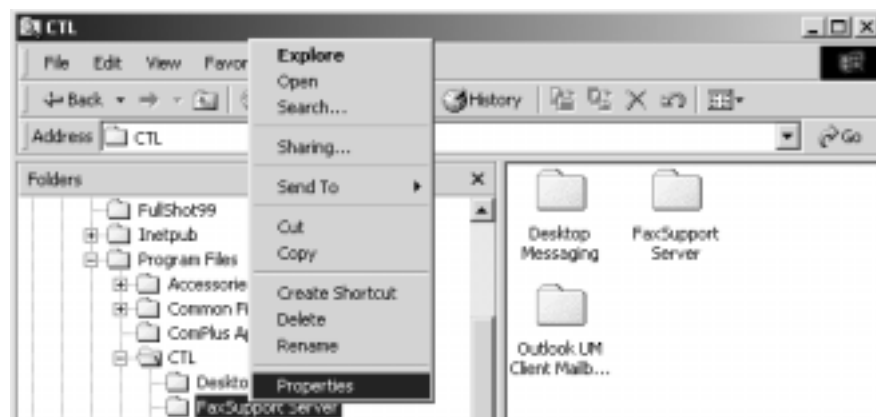 CTL
File Edit View Favor
Back History
Address CTL Go
Folders
FullShot99
Inetpub
Program Files
Accessorie
Common Fi
ComPlus Ap
CTL
Deskto
FaxSupport Server
Explore
Open
Search...
Sharing...
Send To
Cut
Copy
Create Shortcut
Delete
Rename
Properties
Desktop
Messaging
FaxSupport
Server
Outlook UM
Client Mailb...